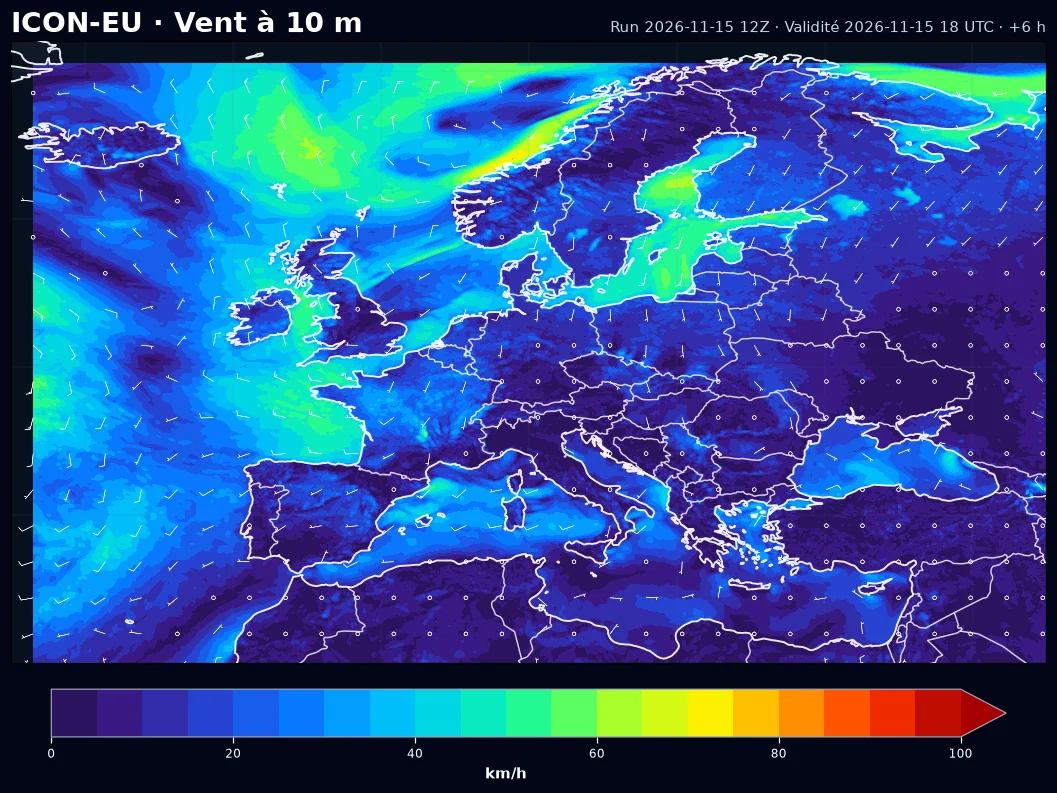 ICON-EU · Vent à 10 m
Run 2026-11-15 12Z · Validité 2026-11-15 18 UTC · +6 h
0 20 40 60 80 100
km/h